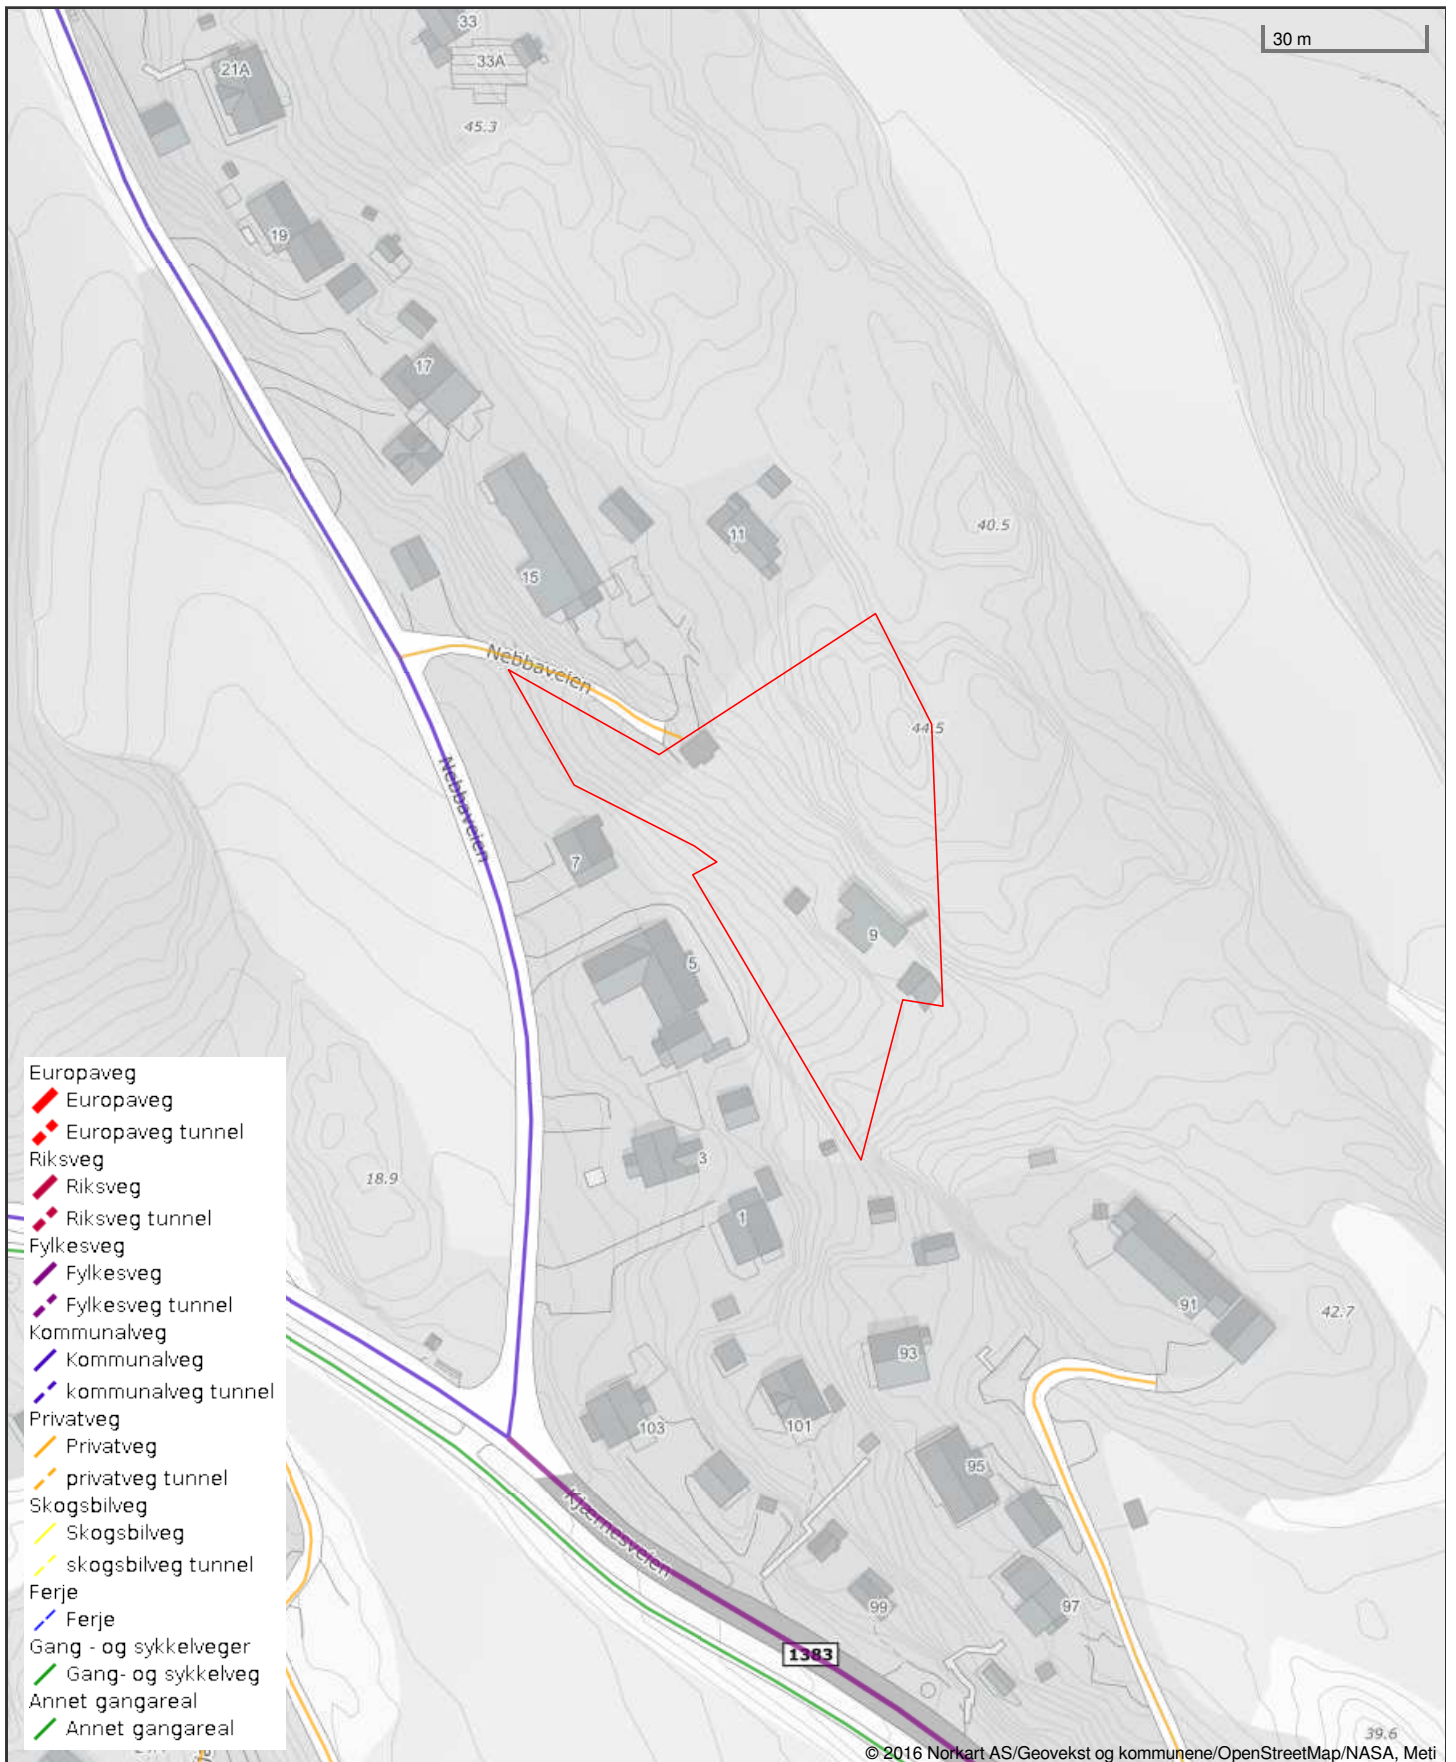 33
30 m
33A
21A
45.3
19
17
11
40.5
15
Nebbaveien
44.5
Nebbaveien
7
9
5
3
18.9
1
91
42.7
93
103
101
95
Kjærnesveien
99
97
1383
39.6
Europaveg
Europaveg
Europaveg tunnel
Riksveg
Riksveg
Riksveg tunnel
Fylkesveg
Fylkesveg
Fylkesveg tunnel
Kommunalveg
Kommunalveg
kommunalveg tunnel
Privatveg
Privatveg
privatveg tunnel
Skogsbilveg
Skogsbilveg
skogsbilveg tunnel
Ferje
Ferje
Gang - og sykkelveger
Gang- og sykkelveg
Annet gangareal
Annet gangareal
© 2016 Norkart AS/Geovekst og kommunene/OpenStreetMap/NASA, Meti